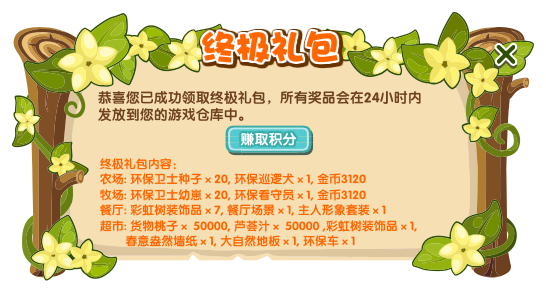 终极礼包
恭喜您已成功领取终极礼包，所有奖品会在24小时内
发放到您的游戏仓库中。
赚取积分
终极礼包内容：
农场: 环保卫士种子×20, 环保巡逻犬×1, 金币3120
牧场: 环保卫士幼崽×20, 环保看守员×1, 金币3120
餐厅: 彩虹树装饰品×7, 餐厅场景×1, 主人形象套装×1
超市: 货物桃子× 50000, 芦荟汁× 50000 ,彩虹树装饰品×1,
春意盎然墙纸×1, 大自然地板×1, 环保车×1